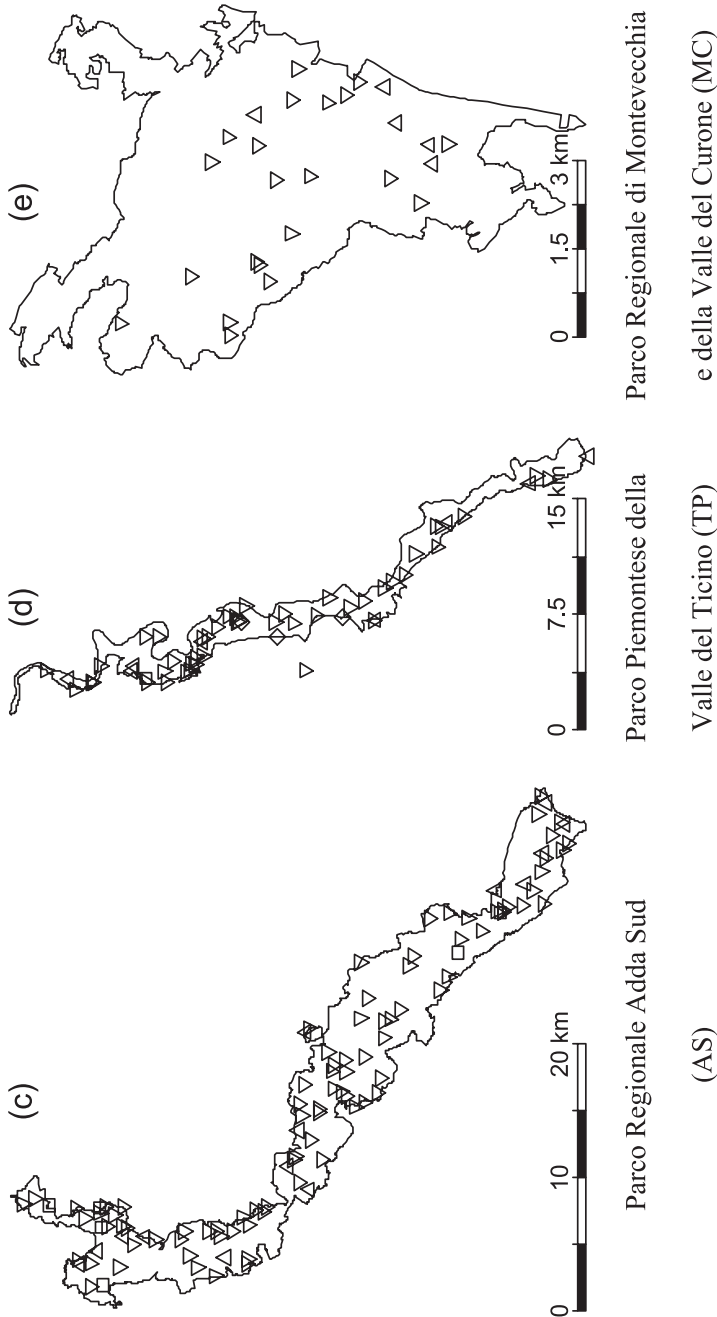 (c)
0 10 20 km
Parco Regionale Adda Sud
(AS)
(d)
0 7.5 15 km
Parco Piemontese della
Valle del Ticino (TP)
(e)
0 1.5 3 km
Parco Regionale di Montevecchia
e della Valle del Curone (MC)